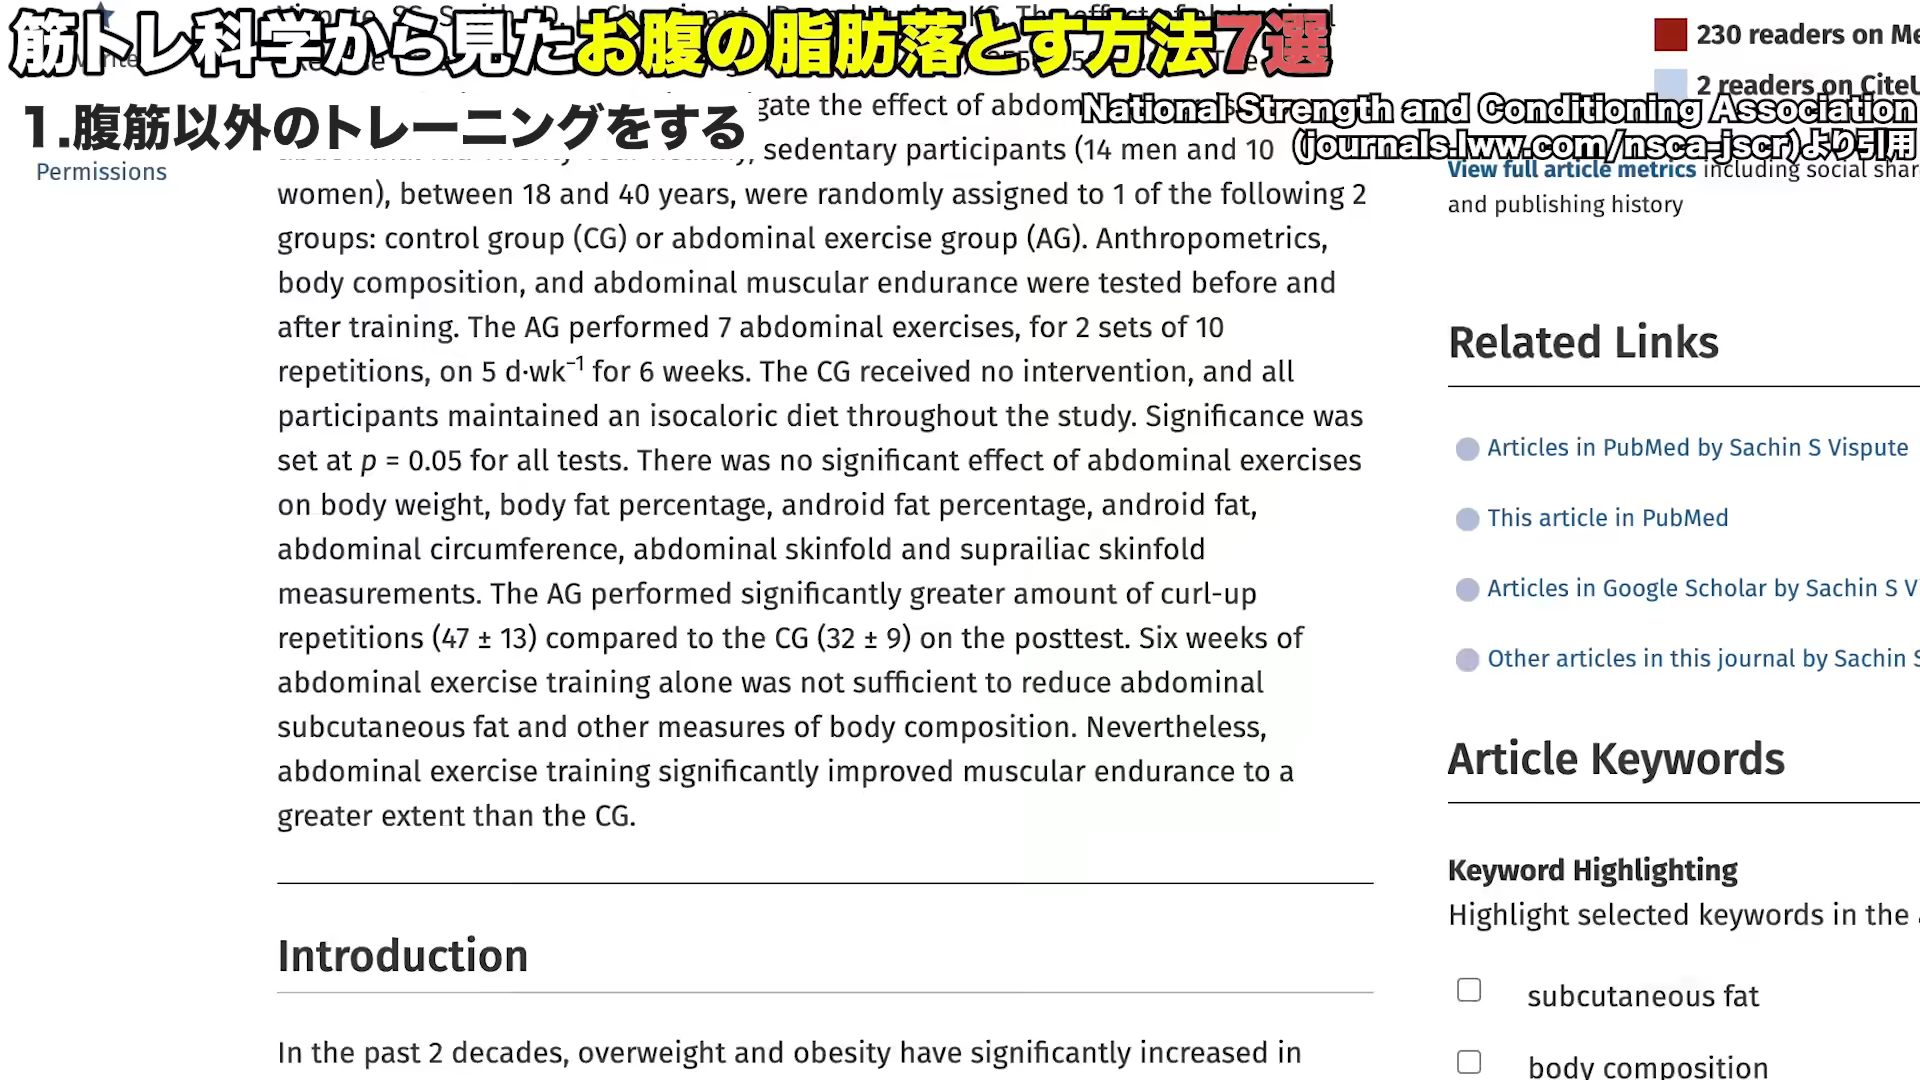 筋トレ科学から見たお腹の脂肪落とす方法7選
1.腹筋以外のトレーニングをする
National Strength and Conditioning Association
(journals.lww.com/nsca-jscr)より引用
Permissions
gate the effect of abdom
sedentary participants (14 men and 10
women), between 18 and 40 years, were randomly assigned to 1 of the following 2
groups: control group (CG) or abdominal exercise group (AG). Anthropometrics,
body composition, and abdominal muscular endurance were tested before and
after training. The AG performed 7 abdominal exercises, for 2 sets of 10
repetitions, on 5 d·wk⁻¹ for 6 weeks. The CG received no intervention, and all
participants maintained an isocaloric diet throughout the study. Significance was
set at p = 0.05 for all tests. There was no significant effect of abdominal exercises
on body weight, body fat percentage, android fat percentage, android fat,
abdominal circumference, abdominal skinfold and suprailiac skinfold
measurements. The AG performed significantly greater amount of curl-up
repetitions (47 ± 13) compared to the CG (32 ± 9) on the posttest. Six weeks of
abdominal exercise training alone was not sufficient to reduce abdominal
subcutaneous fat and other measures of body composition. Nevertheless,
abdominal exercise training significantly improved muscular endurance to a
greater extent than the CG.
Introduction
In the past 2 decades, overweight and obesity have significantly increased in
230 readers on Me
2 readers on CiteU
View full article metrics including social shar
and publishing history
Related Links
Articles in PubMed by Sachin S Vispute
This article in PubMed
Articles in Google Scholar by Sachin S V
Other articles in this journal by Sachin S
Article Keywords
Keyword Highlighting
Highlight selected keywords in the
subcutaneous fat
body composition